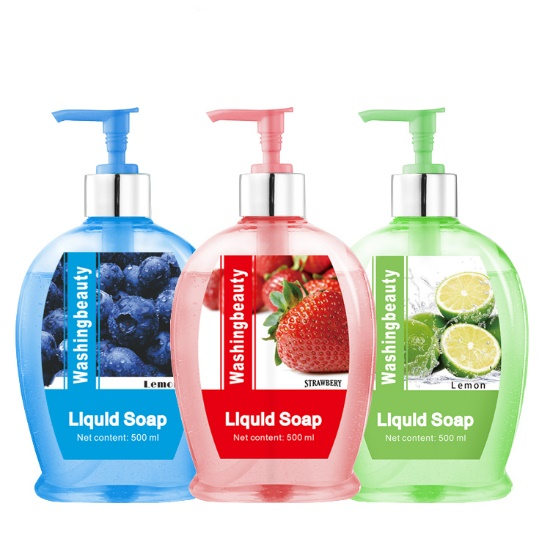 Washingbeauty
Liquid Soap
Net content: 500 ml
Washingbeauty
STRAWBERY
Liquid Soap
Net content: 500 ml
Washingbeauty
Lemon
Liquid Soap
Net content: 500 ml